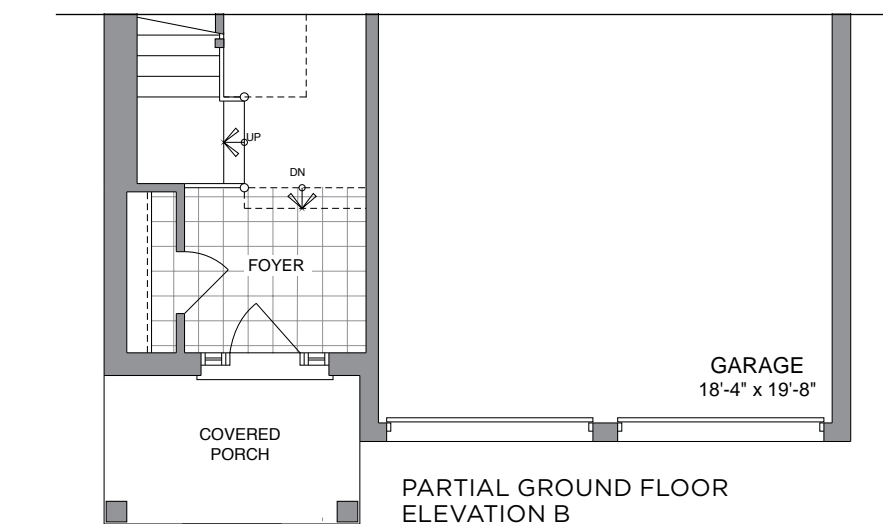 UP
DN
FOYER
GARAGE
18'-4" x 19'-8"
COVERED
PORCH
PARTIAL GROUND FLOOR
ELEVATION B